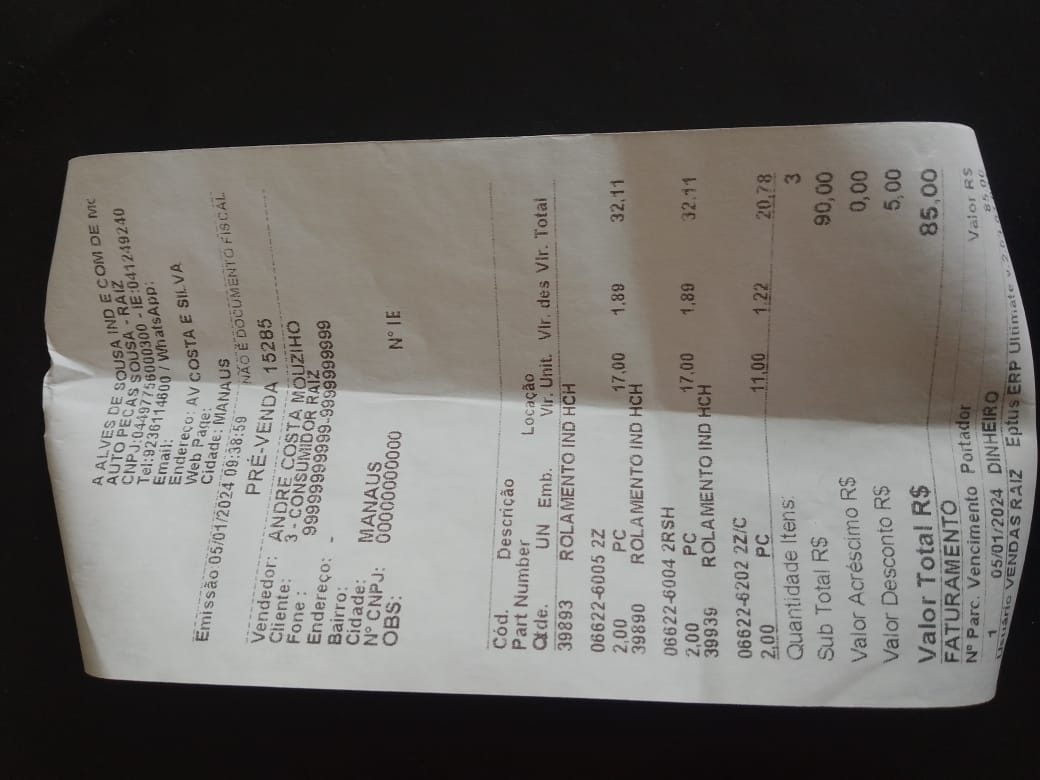 A ALVES DE SOUSA IND E COM DE MC
AUTO PECAS SOUSA - RAIZ
CNPJ:04497756000300 - IE:041249240
Tel:9236114600 / WhatsApp:
Email:
Endereço: AV COSTA E SILVA
Web Page:
Cidade: MANAUS
Emissão 05/01/2024 09:38:59 NÃO É DOCUMENTO FISCAL
PRÉ-VENDA 15285
Vendedor: ANDRE COSTA MOUZIHO
Cliente: 3 - CONSUMIDOR RAIZ
Fone : 99999999999-9999999999
Endereço: -
Bairro:
Cidade: MANAUS
Nº CNPJ: 00000000000 Nº IE
OBS:
Cód. Descrição
Part Number Locação
Qtde. UN Emb. Vlr. Unit. Vlr. des Vlr. Total
39893 ROLAMENTO IND HCH
06622-6005 2Z
2,00 PC 17,00 1,89 32,11
39890 ROLAMENTO IND HCH
06622-6004 2RSH
2,00 PC 17,00 1,89 32,11
39939 ROLAMENTO IND HCH
06622-6202 2Z/C
2,00 PC 11,00 1,22 20,78
Quantidade Itens: 3
Sub Total R$ 90,00
Valor Acréscimo R$ 0,00
Valor Desconto R$ 5,00
Valor Total R$ 85,00
FATURAMENTO
Nº Parc. Vencimento Portador Valor R$
1 05/01/2024 DINHEIRO 85,00
Usuário VENDAS RAIZ Eptus ERP Ultimate